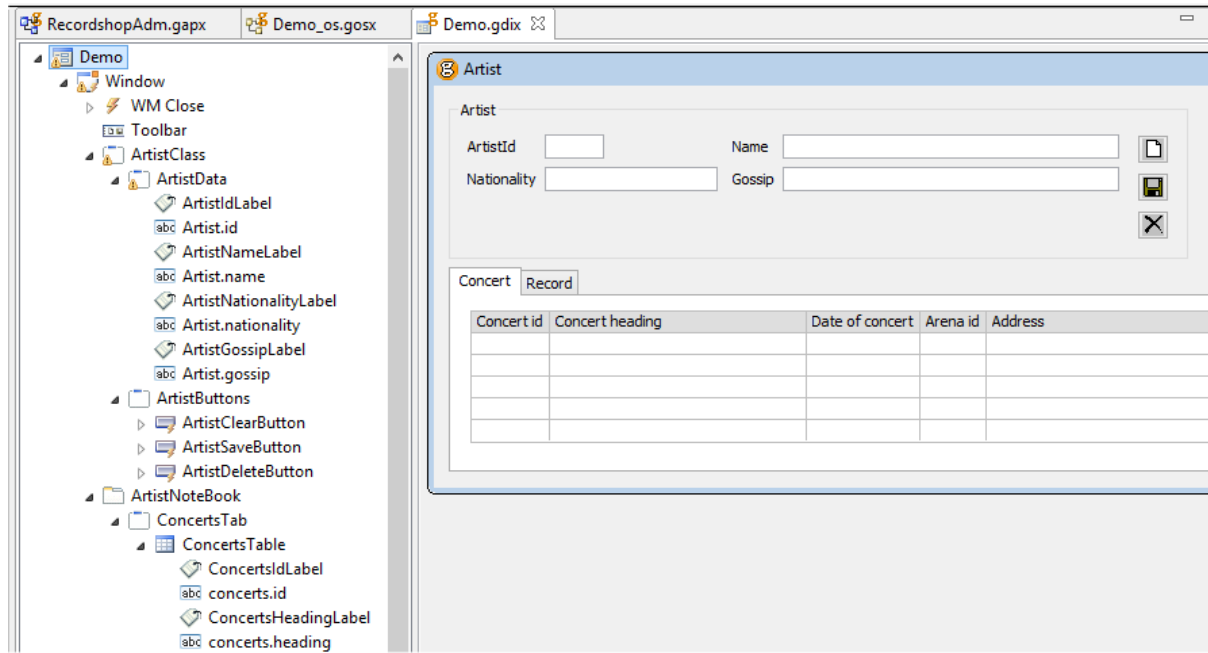 RecordshopAdm.gapx Demo_os.gosx Demo.gdix
Demo
Window
WM Close
Toolbar
ArtistClass
ArtistData
ArtistIdLabel
Artist.id
ArtistNameLabel
Artist.name
ArtistNationalityLabel
Artist.nationality
ArtistGossipLabel
Artist.gossip
ArtistButtons
ArtistClearButton
ArtistSaveButton
ArtistDeleteButton
ArtistNoteBook
ConcertsTab
ConcertsTable
ConcertsIdLabel
concerts.id
ConcertsHeadingLabel
concerts.heading
Artist
Artist
ArtistId Name
Nationality Gossip
Concert Record
Concert id Concert heading Date of concert Arena id Address